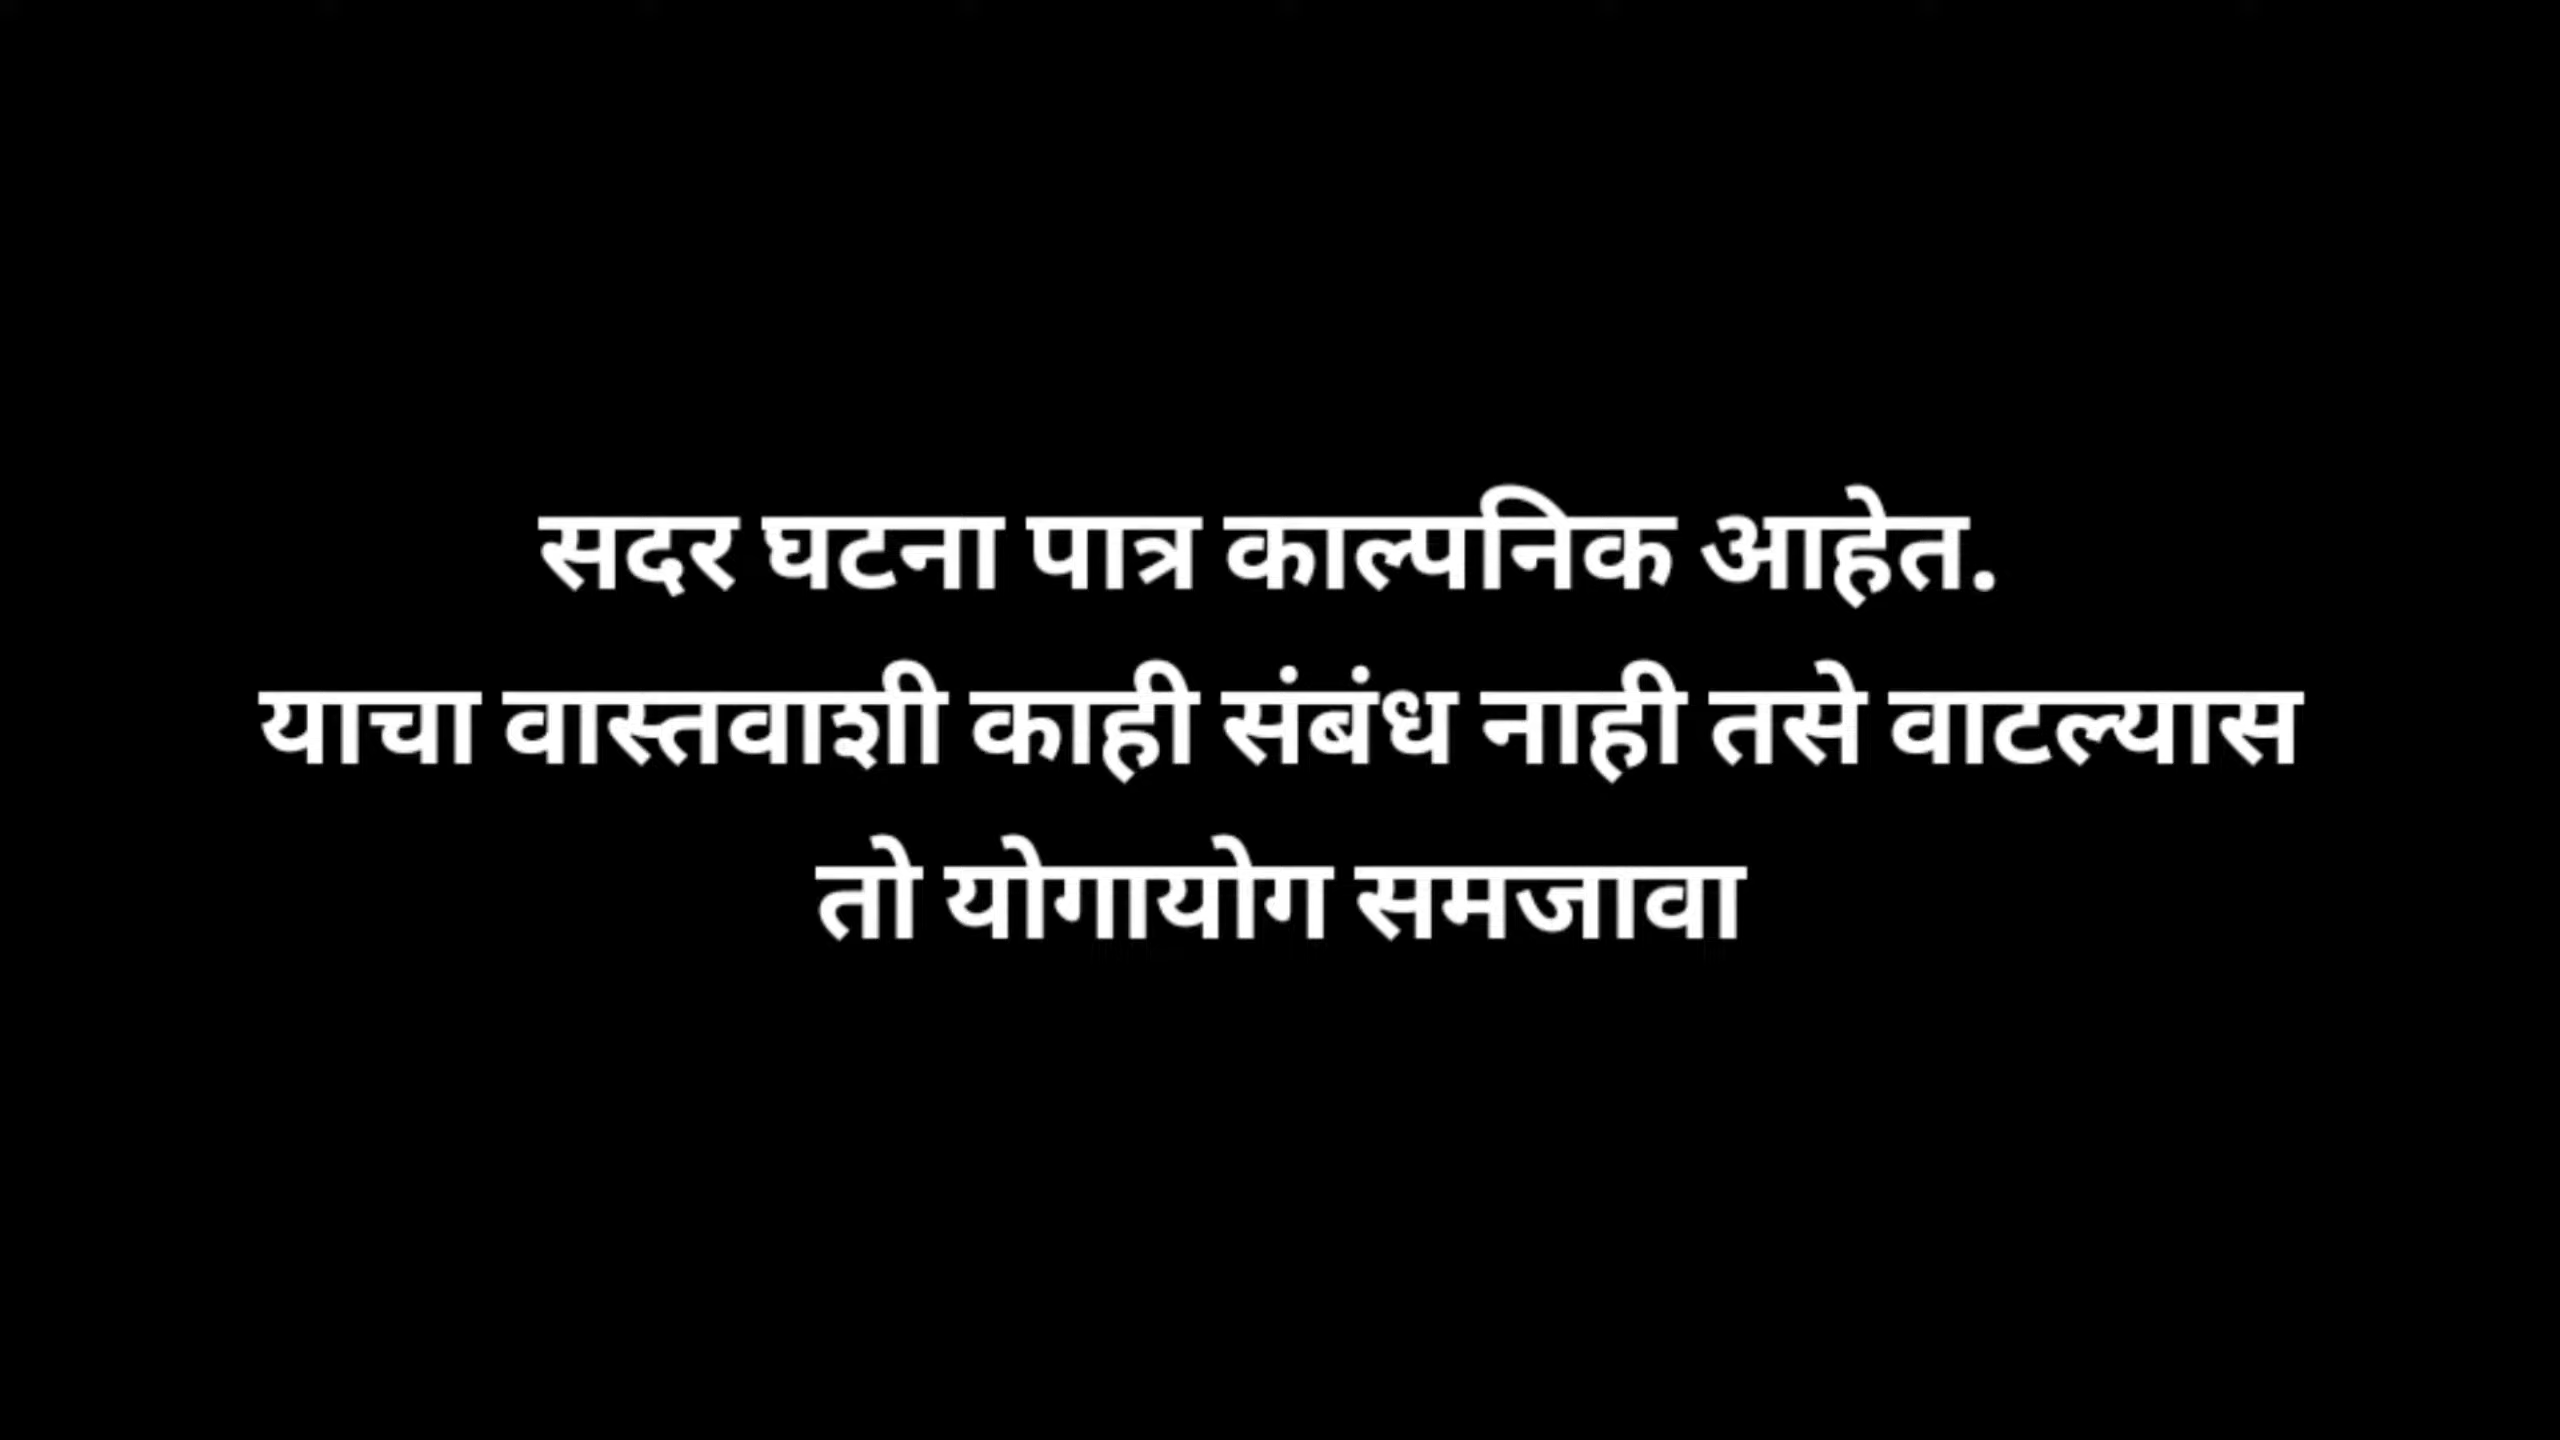 सदर घटना पात्र काल्पनिक आहेत.
याचा वास्तवाशी काही संबंध नाही तसे वाटल्यास
तो योगायोग समजावा